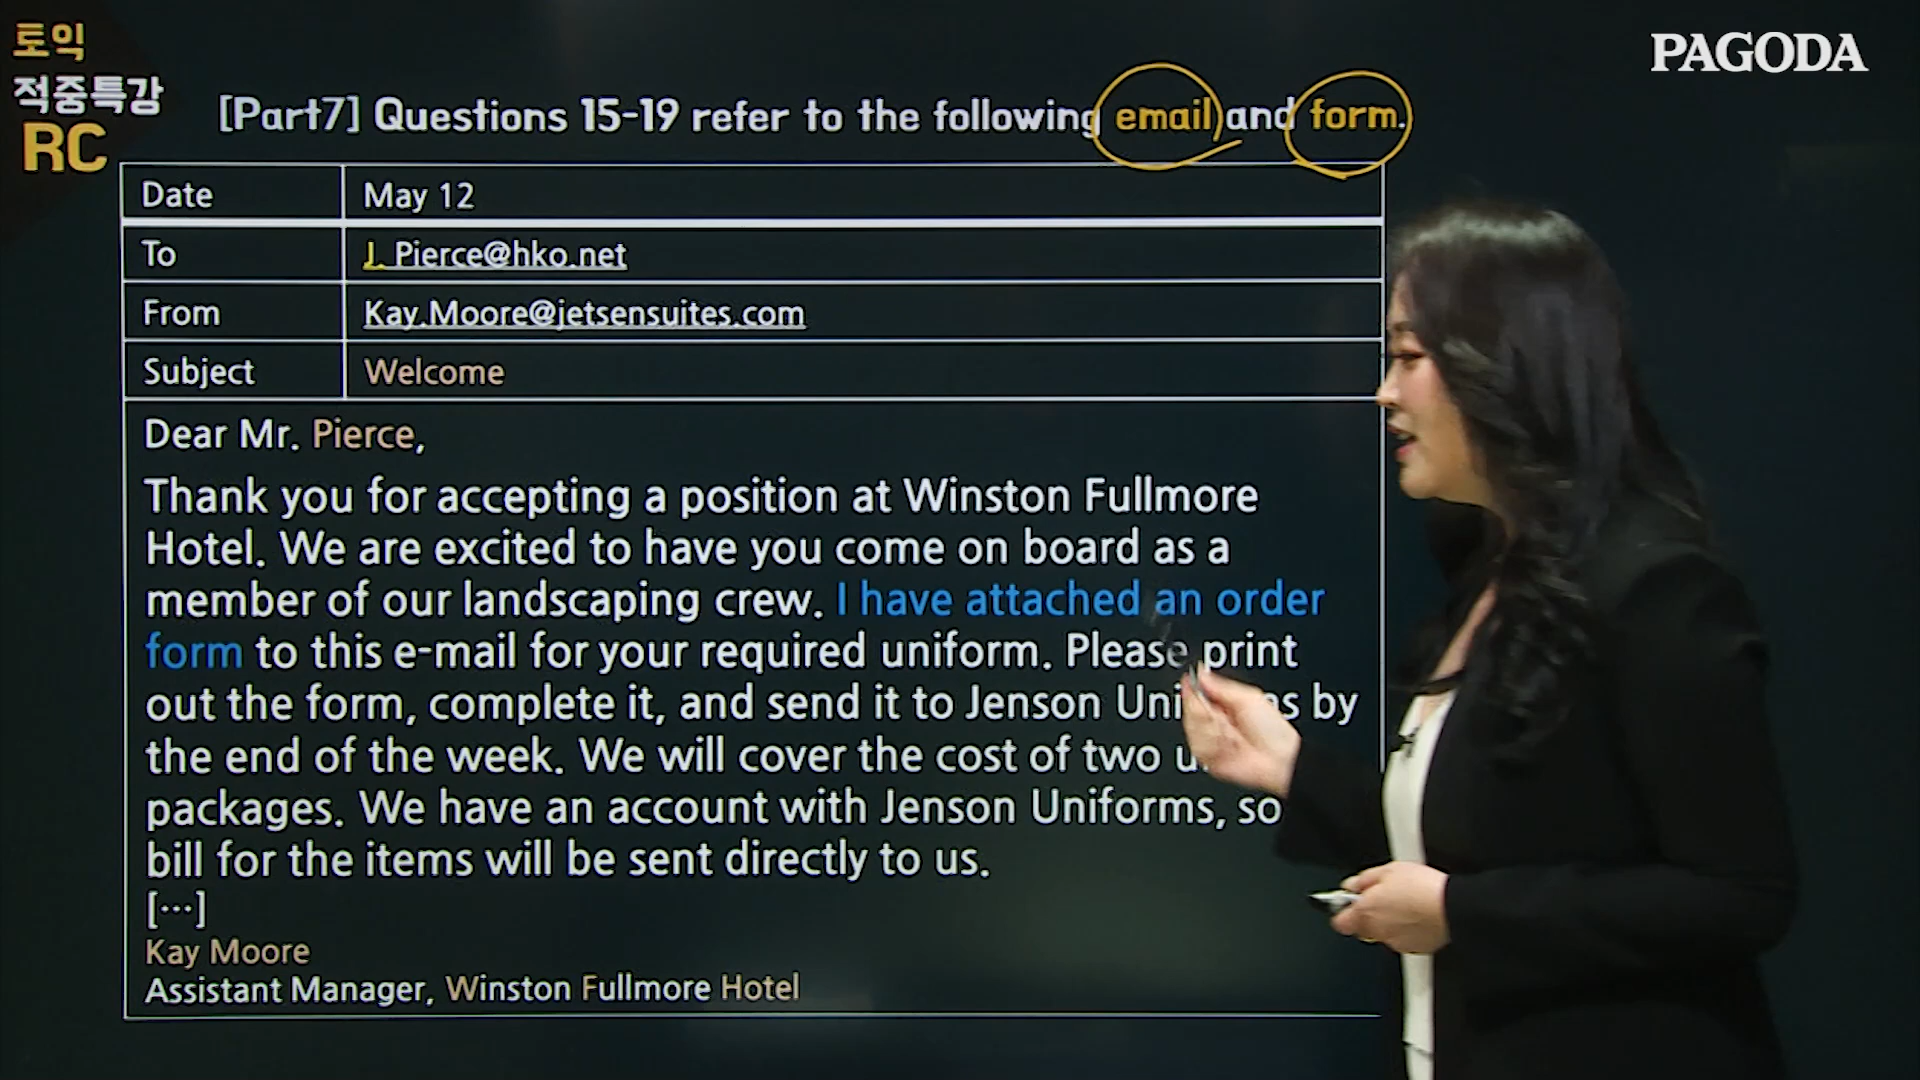 토익
적중특강
RC
PAGODA
[Part7] Questions 15-19 refer to the following email and form.
Date May 12
To J. Pierce@hko.net
From Kay.Moore@jetsensuites.com
Subject Welcome
Dear Mr. Pierce,
Thank you for accepting a position at Winston Fullmore
Hotel. We are excited to have you come on board as a
member of our landscaping crew. I have attached an order
form to this e-mail for your required uniform. Please print
out the form, complete it, and send it to Jenson by
the end of the week. We will cover the cost of two
packages. We have an account with Jenson Uniforms, so
bill for the items will be sent directly to us.
[…]
Kay Moore
Assistant Manager, Winston Fullmore Hotel